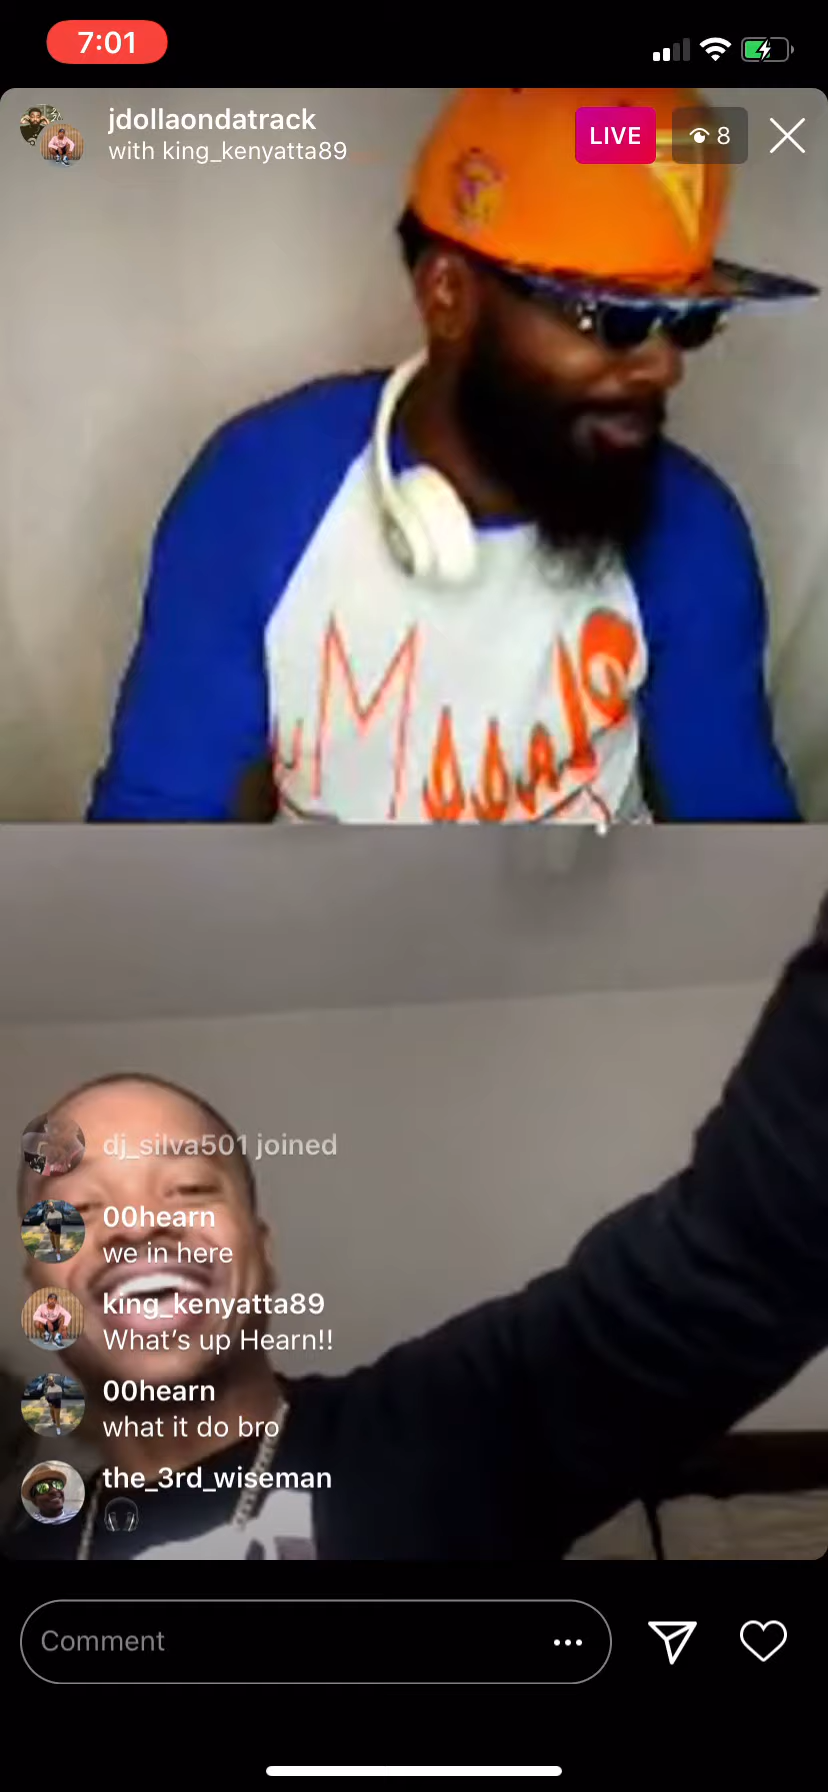 7:01
jdollaondatrack
with king_kenyatta89
LIVE
8
dj_silva501 joined
00hearn
we in here
king_kenyatta89
What's up Hearn!!
00hearn
what it do bro
the_3rd_wiseman
🎧
Comment